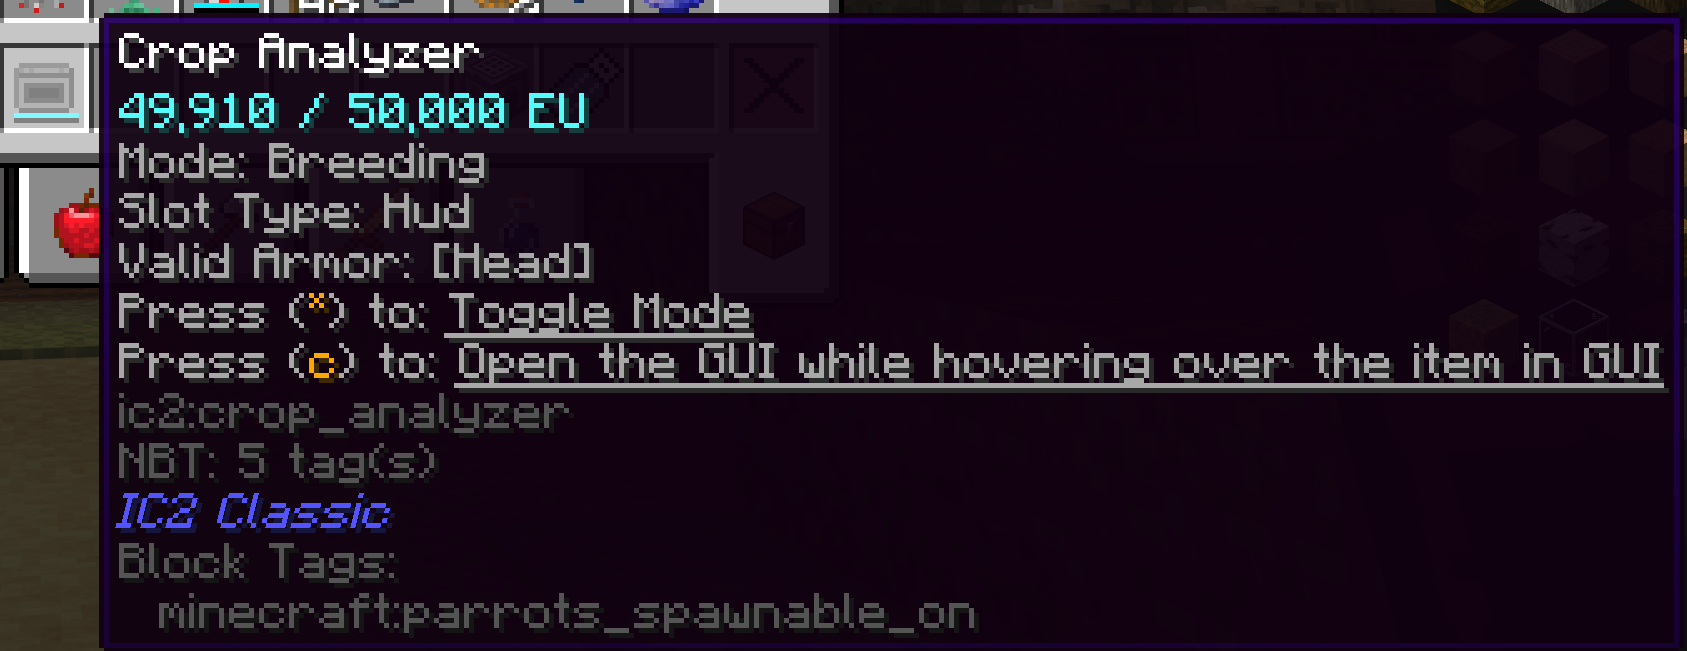 Crop Analyzer
49,910 / 50,000 EU
Mode: Breeding
Slot Type: Hud
Valid Armor: [Head]
Press (*) to: Toggle Mode
Press (c) to: Open the GUI while hovering over the item in GUI
ic2:crop_analyzer
NBT: 5 tag(s)
IC2 Classic
Block Tags:
minecraft:parrots_spawnable_on